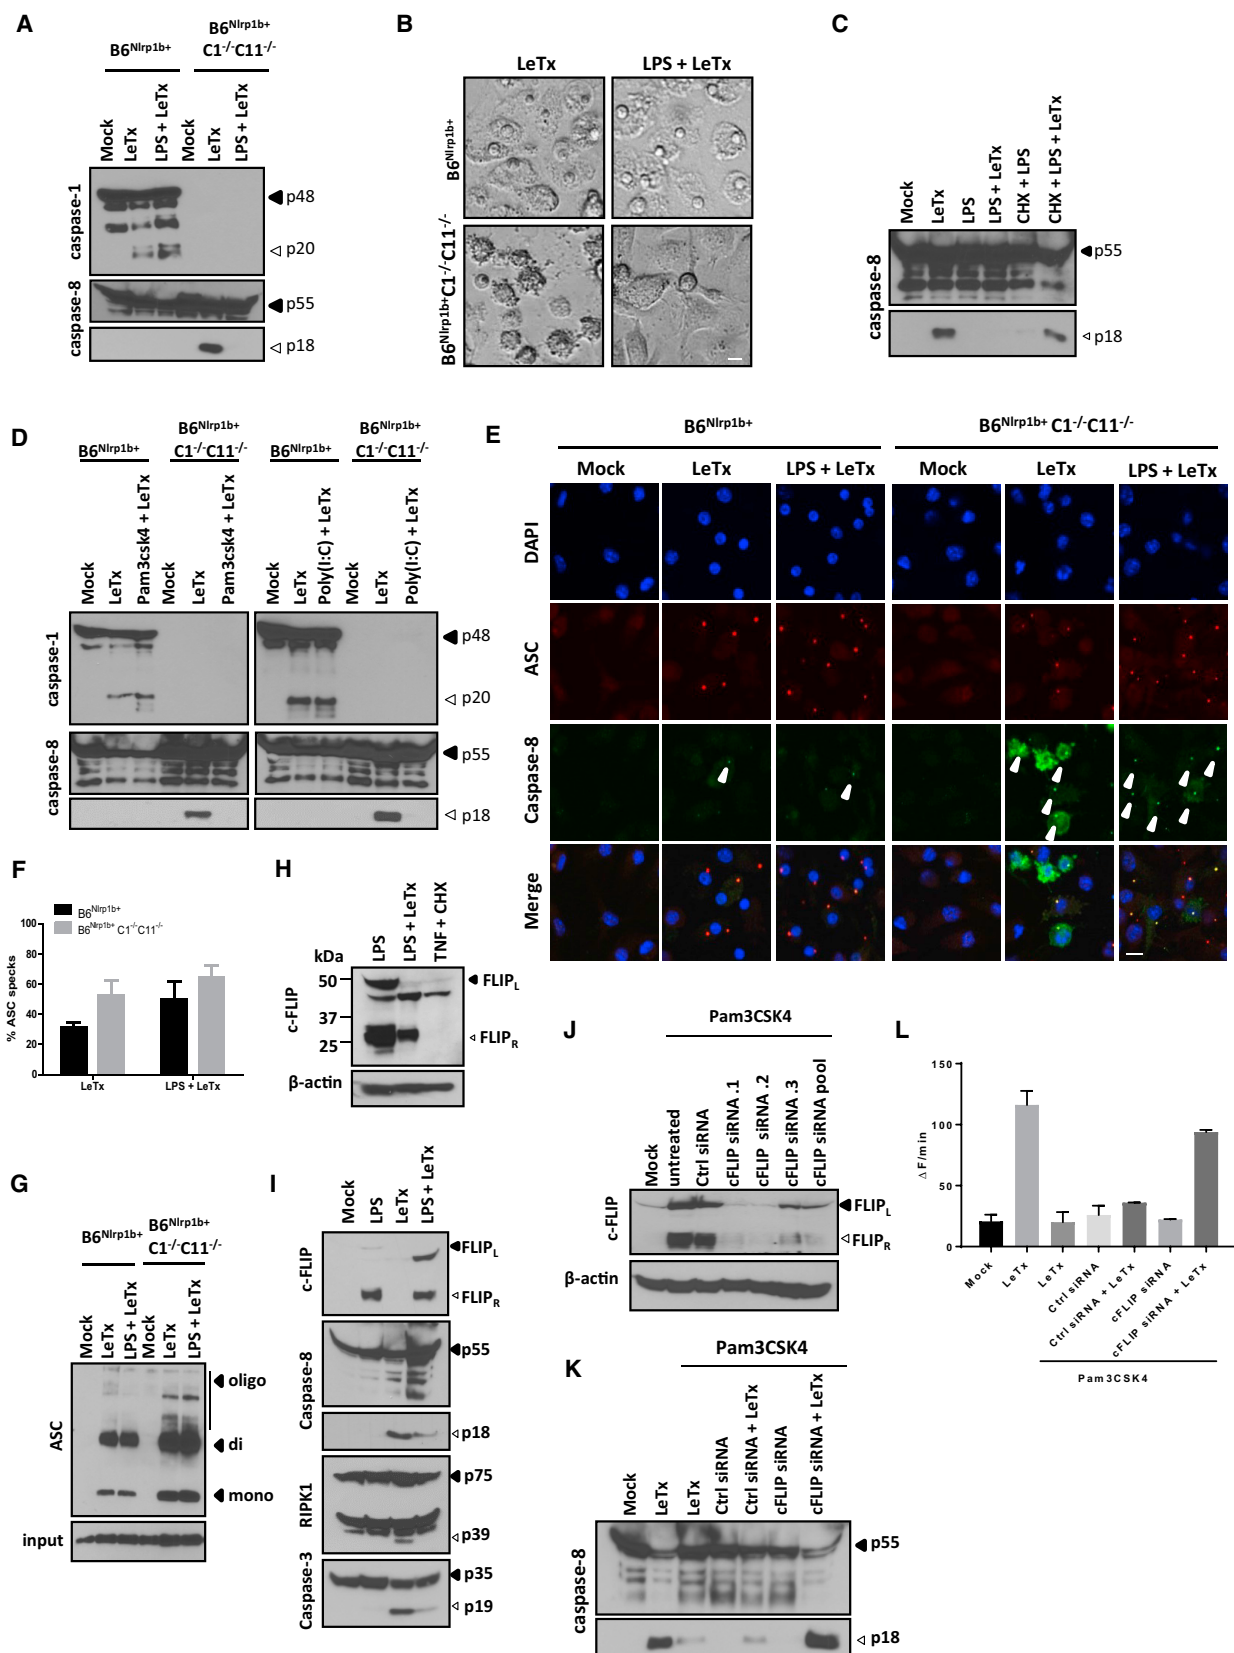 A
B6Nlrp1b+
B6Nlrp1b+
C1-/-C11-/-
Mock
LeTx
LPS + LeTx
Mock
LeTx
LPS + LeTx
caspase-1
p48
p20
caspase-8
p55
p18
B
LeTx
LPS + LeTx
B6Nlrp1b+
B6Nlrp1b+C1-/-C11-/-
C
Mock
LeTx
LPS
LPS + LeTx
CHX + LPS
CHX + LPS + LeTx
caspase-8
p55
p18
D
B6Nlrp1b+
B6Nlrp1b+
C1-/-C11-/-
B6Nlrp1b+
B6Nlrp1b+
C1-/-C11-/-
Mock
LeTx
Pam3csk4 + LeTx
Mock
LeTx
Pam3csk4 + LeTx
Mock
LeTx
Poly(I:C) + LeTx
Mock
LeTx
Poly(I:C) + LeTx
caspase-1
p48
p20
caspase-8
p55
p18
E
B6Nlrp1b+
B6Nlrp1b+ C1-/-C11-/-
Mock
LeTx
LPS + LeTx
Mock
LeTx
LPS + LeTx
DAPI
ASC
Caspase-8
Merge
F
B6Nlrp1b+
B6Nlrp1b+ C1-/-C11-/-
% ASC specks
100
80
60
40
20
0
LeTx
LPS + LeTx
G
B6Nlrp1b+
B6Nlrp1b+
C1-/-C11-/-
Mock
LeTx
LPS + LeTx
Mock
LeTx
LPS + LeTx
ASC
oligo
di
mono
input
H
LPS
LPS + LeTx
TNF + CHX
kDa
50
37
25
c-FLIP
FLIPL
FLIPR
β-actin
I
Mock
LPS
LeTx
LPS + LeTx
c-FLIP
FLIPL
FLIPR
Caspase-8
p55
p18
RIPK1
p75
p39
Caspase-3
p35
p19
J
Pam3CSK4
Mock
untreated
Ctrl siRNA
cFLIP siRNA .1
cFLIP siRNA .2
cFLIP siRNA .3
cFLIP siRNA pool
c-FLIP
FLIPL
FLIPR
β-actin
K
Pam3CSK4
Mock
LeTx
LeTx
Ctrl siRNA
Ctrl siRNA + LeTx
cFLIP siRNA
cFLIP siRNA + LeTx
caspase-8
p55
p18
L
Δ F/min
150
100
50
0
Mock
LeTx
LeTx
Ctrl siRNA
Ctrl siRNA + LeTx
cFLIP siRNA
cFLIP siRNA + LeTx
Pam3CSK4